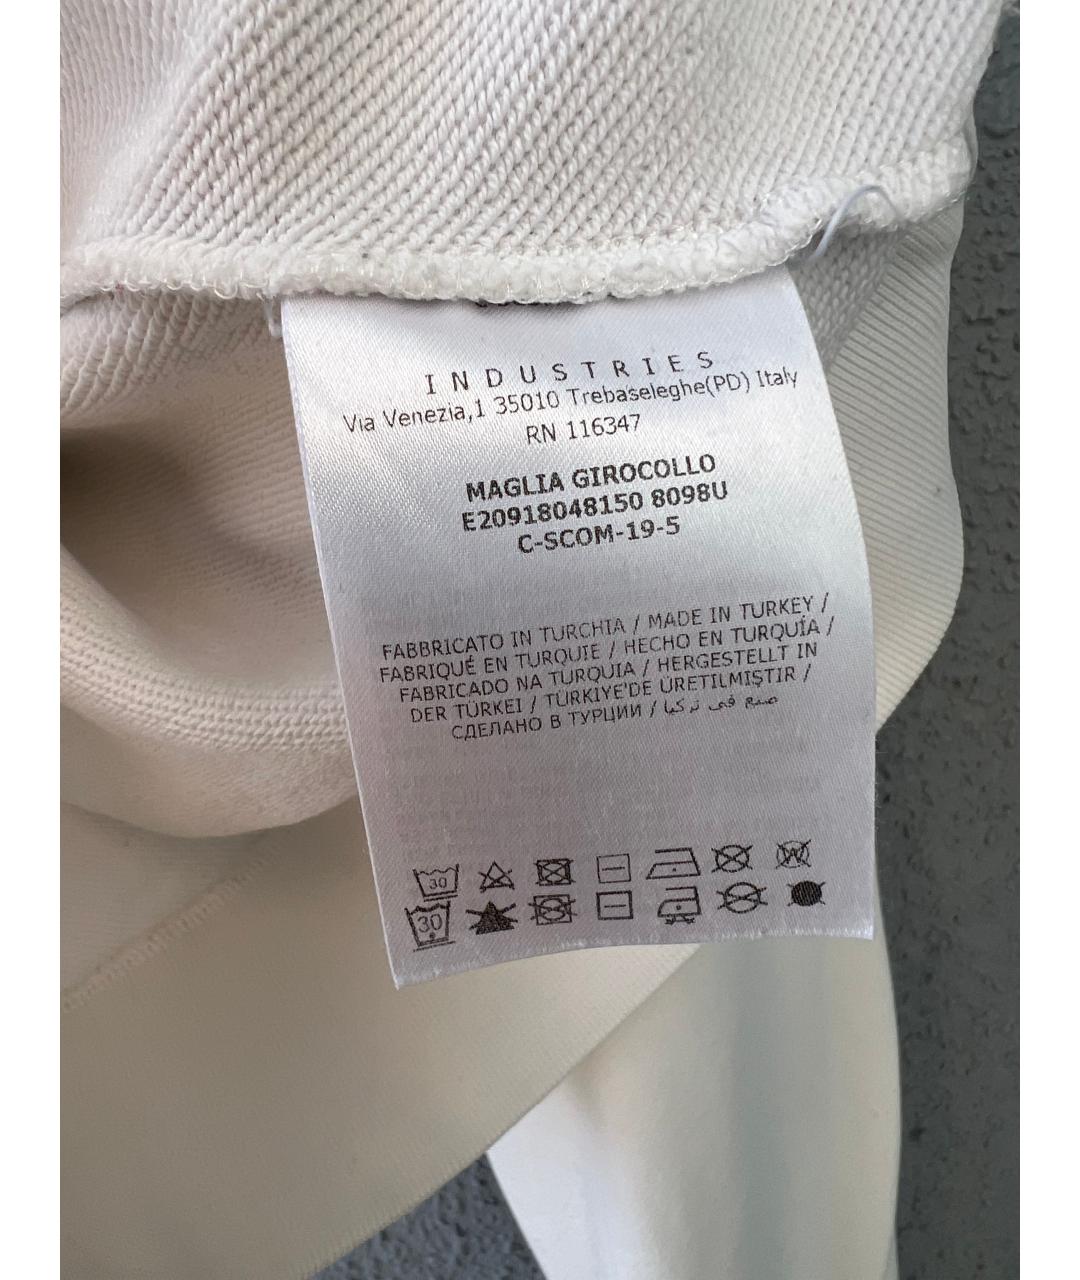 I N D U S T R I E S
Via Venezia,1 35010 Trebaseleghe(PD) Italy
RN 116347
MAGLIA GIROCOLLO
E20918048150 8098U
C-SCOM-19-5
FABBRICATO IN TURCHIA / MADE IN TURKEY /
FABRIQUÉ EN TURQUIE / HECHO EN TURQUÍA /
FABRICADO NA TURQUIA / HERGESTELLT IN
DER TÜRKEI / TÜRKIYE'DE ÜRETILMIŞTIR /
СДЕЛАНО В ТУРЦИИ / صنع في تركيا
30
W
30